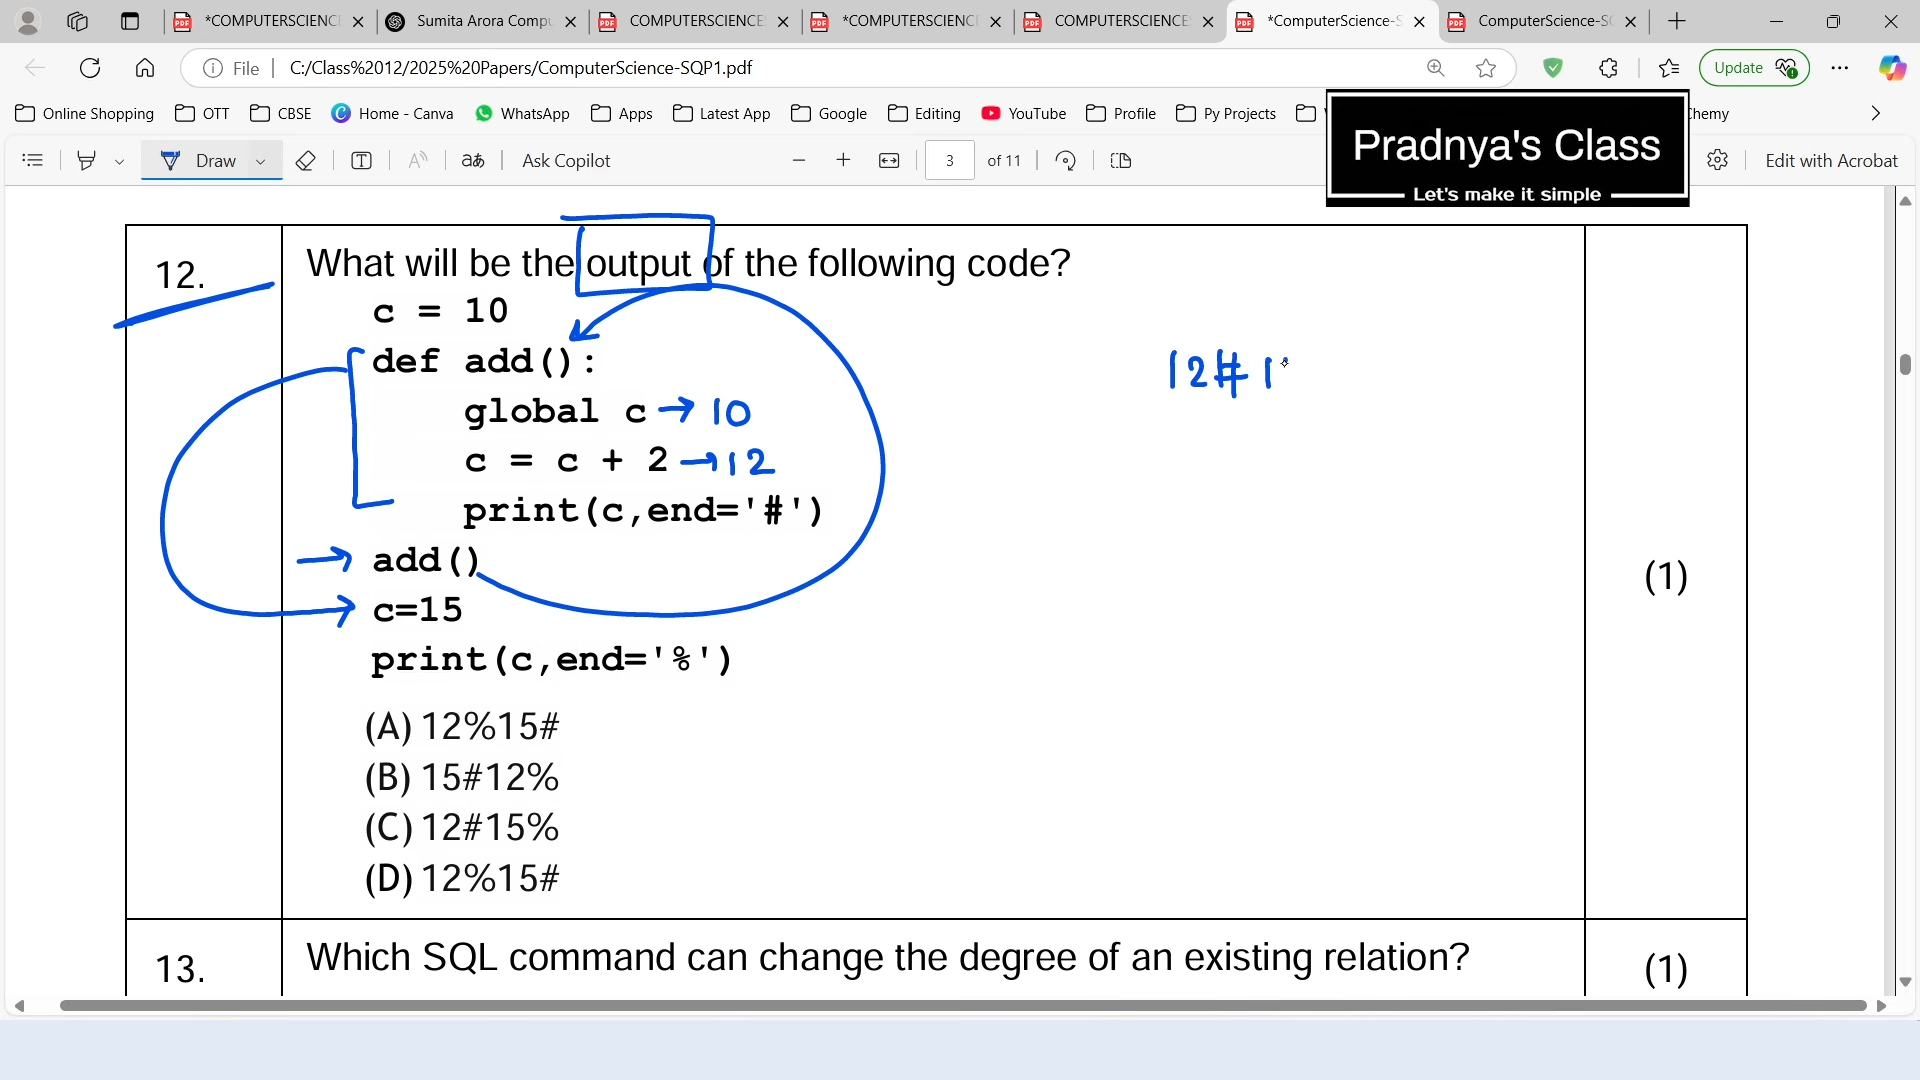 *COMPUTERSCIENCE
Sumita Arora Compu
COMPUTERSCIENCE
*COMPUTERSCIENCE
COMPUTERSCIENCE
*ComputerScience-S
ComputerScience-SQ
File C:/Class%2012/2025%20Papers/ComputerScience-SQP1.pdf
Update
Online Shopping OTT CBSE Home - Canva WhatsApp Apps Latest App Google Editing YouTube Profile Py Projects
Pradnya's Class
Let's make it simple
Draw Ask Copilot 3 of 11 Edit with Acrobat
12. What will be the output of the following code?
c = 10
def add():
12# 1
global c → 10
c = c + 2 → 12
print(c,end='#')
→ add()
(1)
c=15
print(c,end='%')
(A) 12%15#
(B) 15#12%
(C) 12#15%
(D) 12%15#
13. Which SQL command can change the degree of an existing relation? (1)